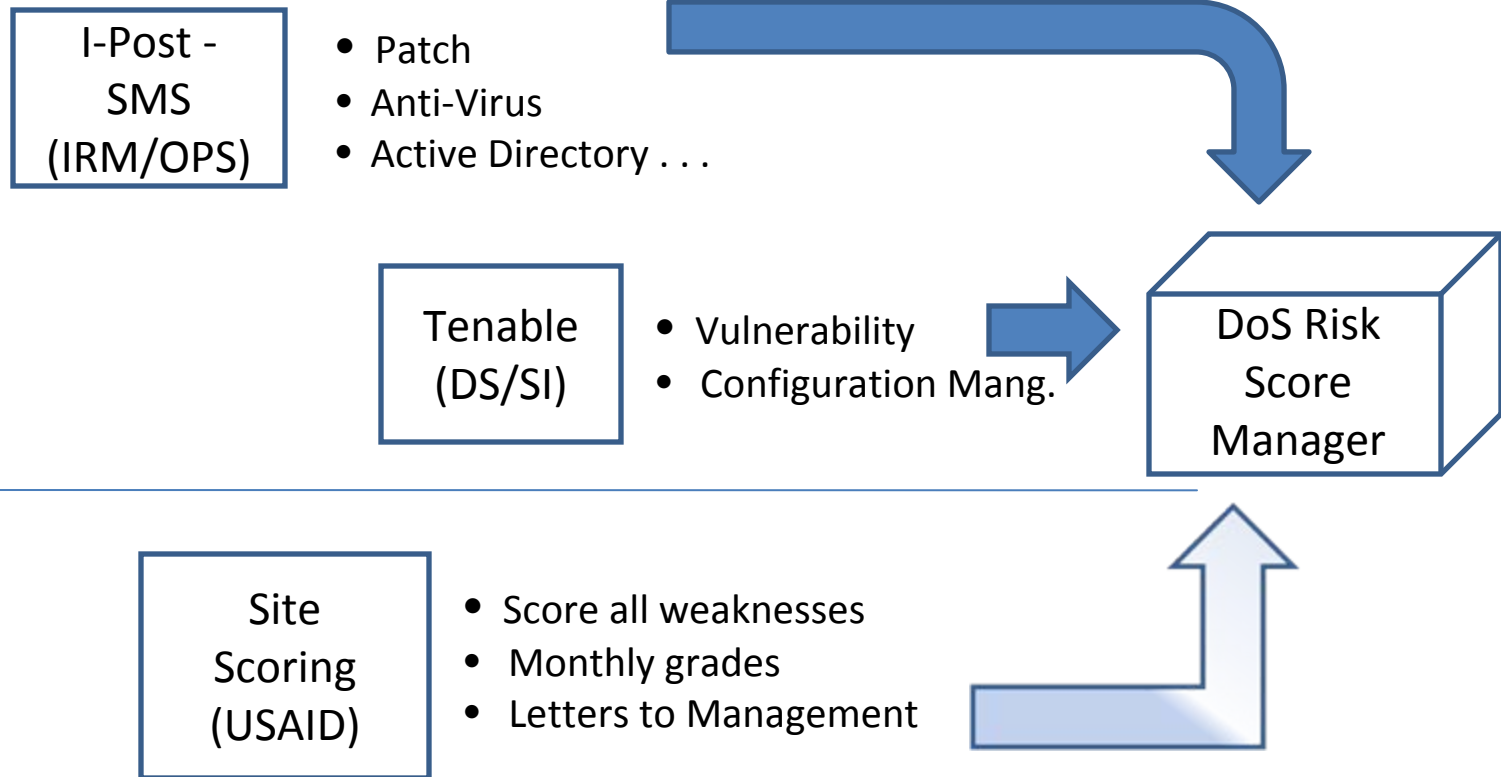 I-Post -
SMS
(IRM/OPS)
• Patch
• Anti-Virus
• Active Directory . . .
Tenable
(DS/SI)
• Vulnerability
• Configuration Mang.
DoS Risk
Score
Manager
Site
Scoring
(USAID)
• Score all weaknesses
• Monthly grades
• Letters to Management